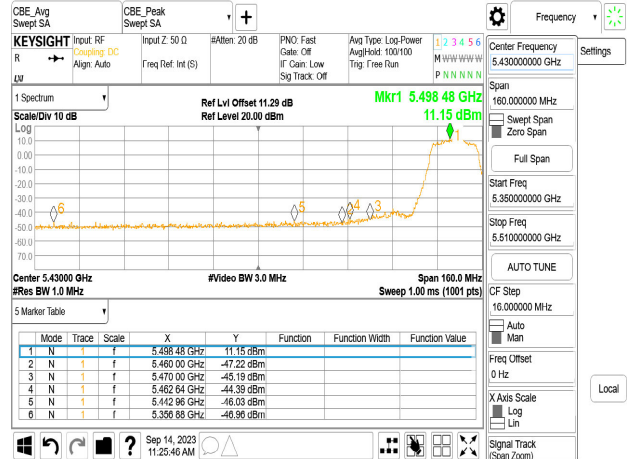 CBE_Avg
Swept SA
CBE_Peak
Swept SA
Frequency
KEYSIGHT
R
Input: RF
Coupling: DC
Align: Auto
Input Z: 50 Ω
Freq Ref: Int (S)
#Atten: 20 dB
PNO: Fast
Gate: Off
IF Gain: Low
Sig Track: Off
Avg Type: Log-Power
Avg|Hold: 100/100
Trig: Free Run
1 2 3 4 5 6
M W W W W W
P N N N N N
Center Frequency
5.430000000 GHz
Settings
Span
160.000000 MHz
Swept Span
Zero Span
Full Span
Start Freq
5.350000000 GHz
Stop Freq
5.510000000 GHz
AUTO TUNE
CF Step
16.000000 MHz
Auto
Man
Freq Offset
0 Hz
X Axis Scale
Log
Lin
Signal Track
(Span Zoom)
Local
1 Spectrum
Scale/Div 10 dB
Ref Lvl Offset 11.29 dB
Ref Level 20.00 dBm
Mkr1 5.498 48 GHz
11.15 dBm
Log
10.0
0.00
-10.0
-20.0
-30.0
-40.0
-50.0
-60.0
70.0
6
5
4
3
1
Center 5.43000 GHz
#Res BW 1.0 MHz
#Video BW 3.0 MHz
Span 160.0 MHz
Sweep 1.00 ms (1001 pts)
5 Marker Table
Mode Trace Scale X Y Function Function Width Function Value
1 N 1 f 5.498 48 GHz 11.15 dBm
2 N 1 f 5.460 00 GHz -47.22 dBm
3 N 1 f 5.470 00 GHz -45.19 dBm
4 N 1 f 5.462 64 GHz -44.39 dBm
5 N 1 f 5.442 96 GHz -46.03 dBm
6 N 1 f 5.356 88 GHz -46.96 dBm
Sep 14, 2023
11:25:46 AM